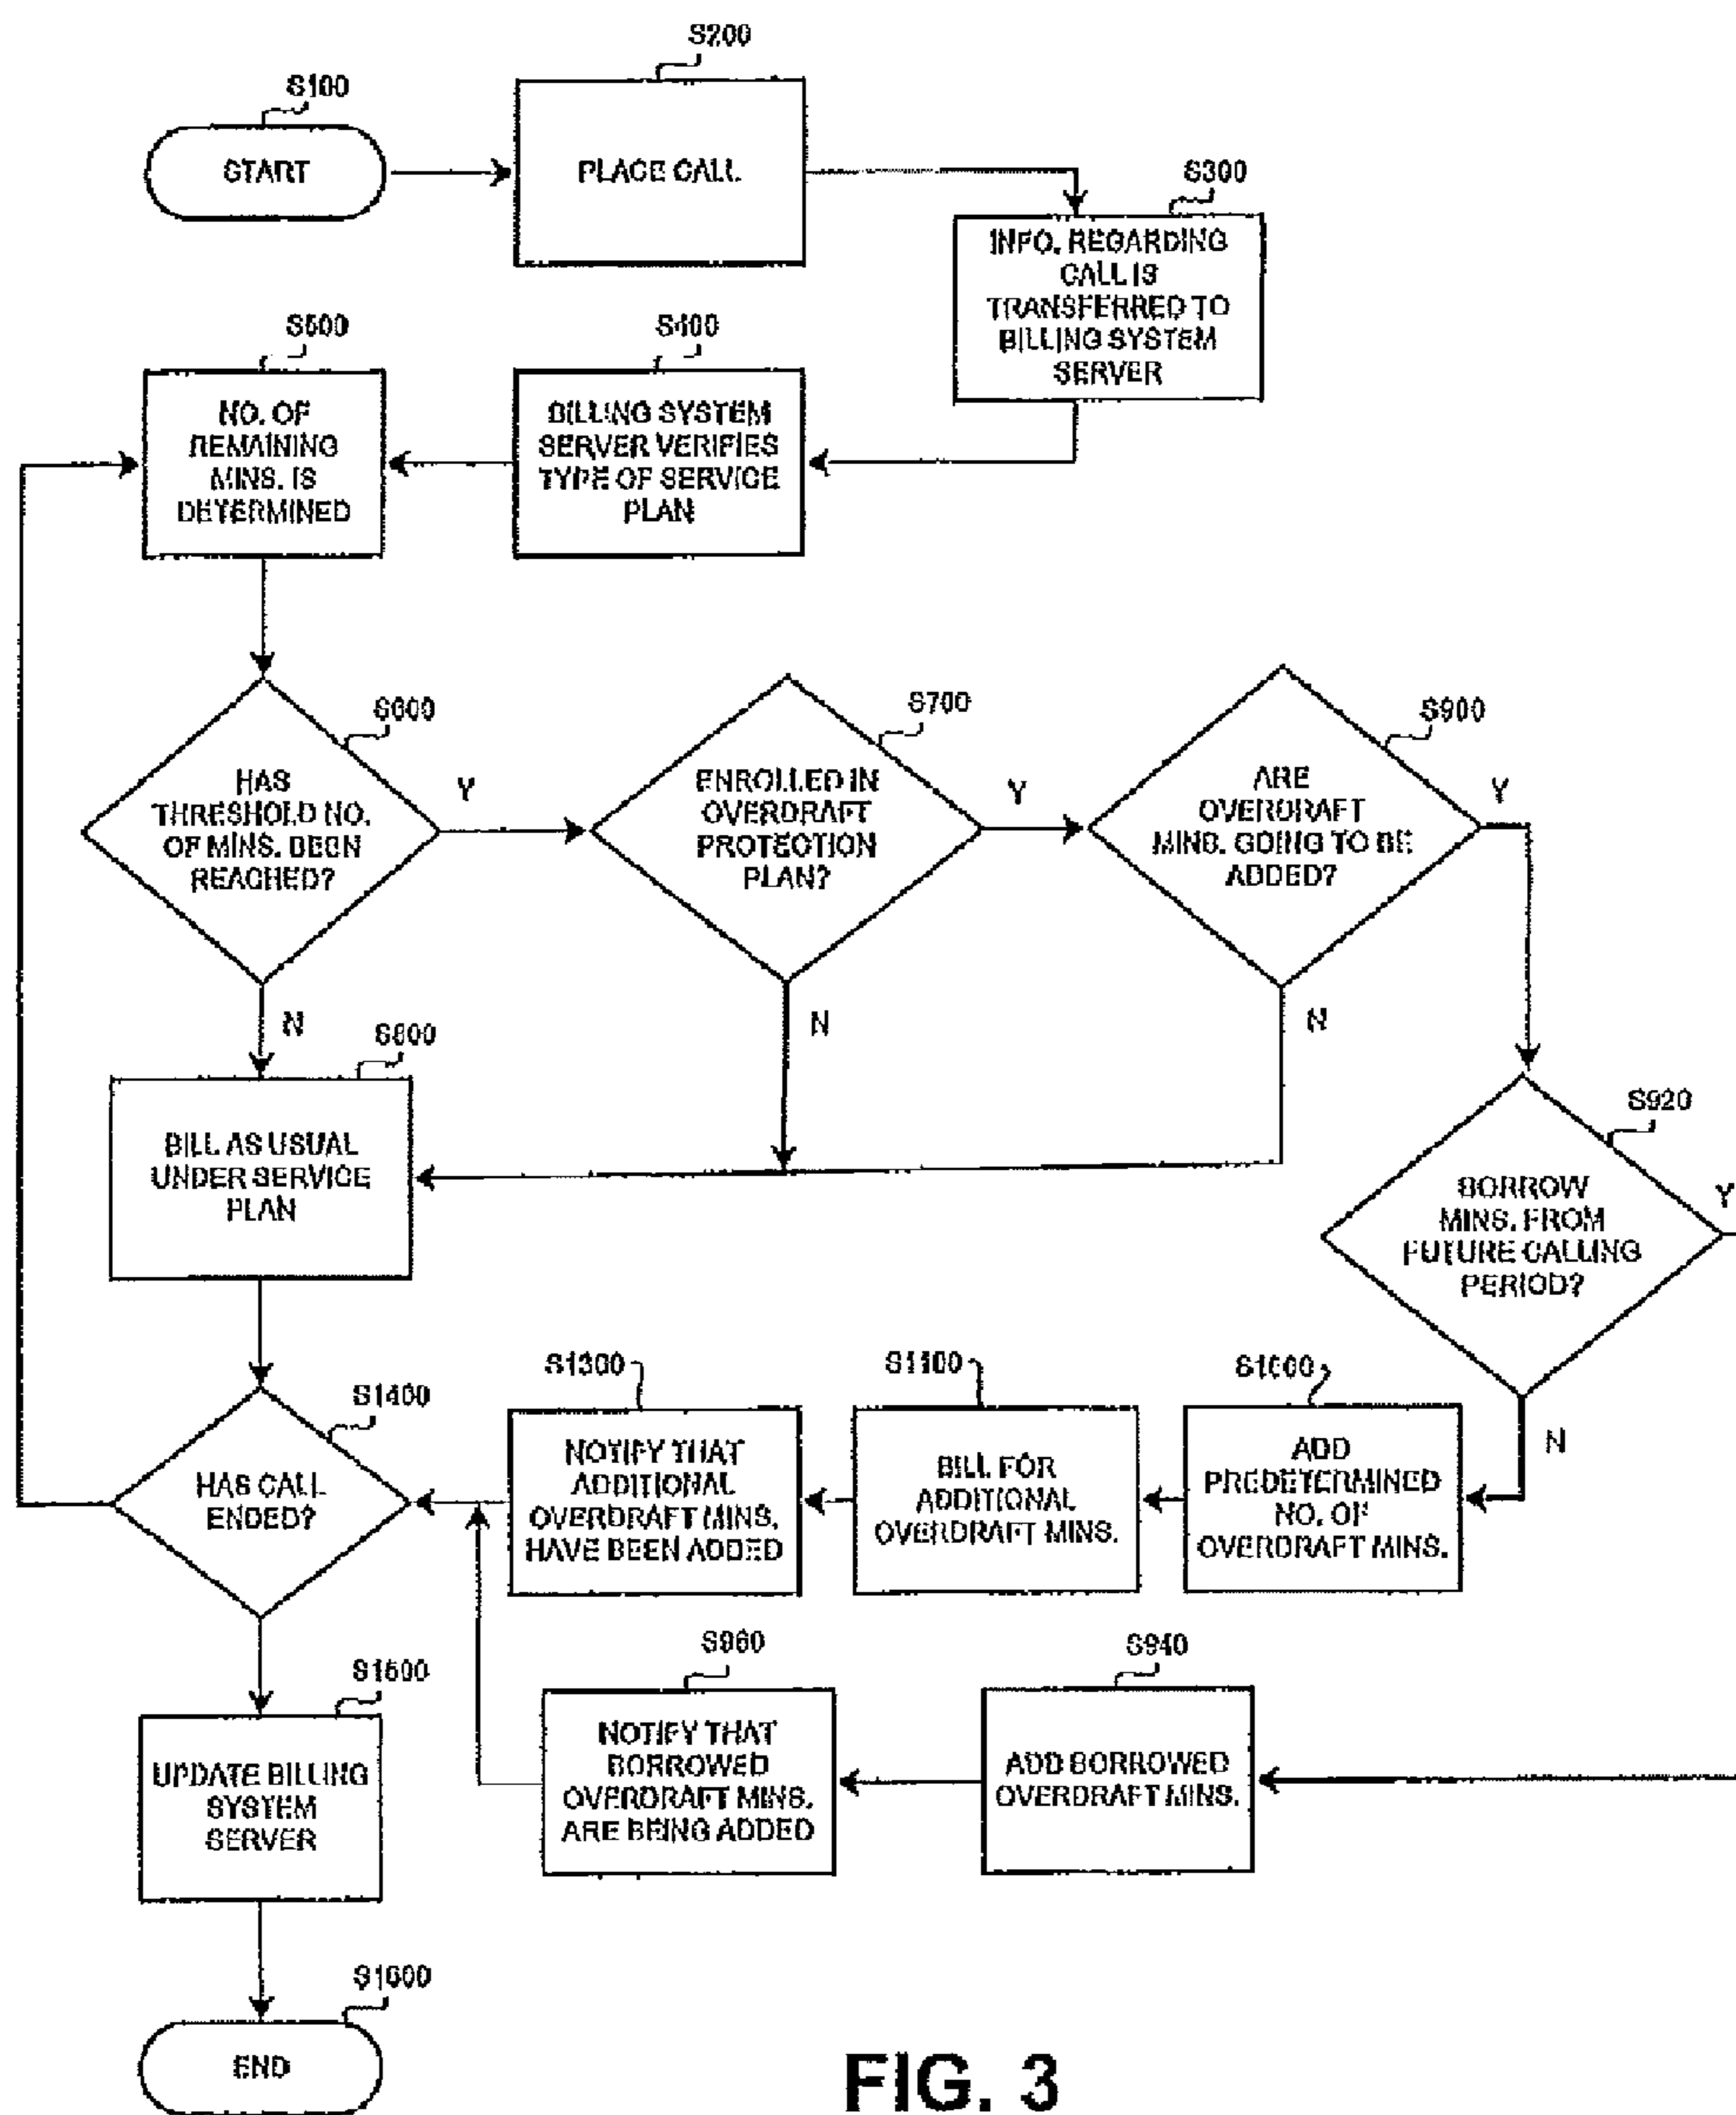 S100
START
S200
PLACE CALL
S300
INFO. REGARDING
CALL IS
TRANSFERRED TO
BILLING SYSTEM
SERVER
S400
BILLING SYSTEM
SERVER VERIFIES
TYPE OF SERVICE
PLAN
S500
NO. OF
REMAINING
MINS. IS
DETERMINED
S600
HAS
THRESHOLD NO.
OF MINS. BEEN
REACHED?
Y
N
S700
ENROLLED IN
OVERDRAFT
PROTECTION
PLAN?
Y
N
S900
ARE
OVERDRAFT
MINS. GOING TO BE
ADDED?
Y
N
S800
BILL AS USUAL
UNDER SERVICE
PLAN
S920
BORROW
MINS. FROM
FUTURE CALLING
PERIOD?
Y
N
S1000
ADD
PREDETERMINED
NO. OF
OVERDRAFT MINS.
S1100
BILL FOR
ADDITIONAL
OVERDRAFT MINS.
S1300
NOTIFY THAT
ADDITIONAL
OVERDRAFT MINS.
HAVE BEEN ADDED
S1400
HAS CALL
ENDED?
S940
ADD BORROWED
OVERDRAFT MINS.
S960
NOTIFY THAT
BORROWED
OVERDRAFT MINS.
ARE BEING ADDED
S1500
UPDATE BILLING
SYSTEM
SERVER
S1600
END
FIG. 3